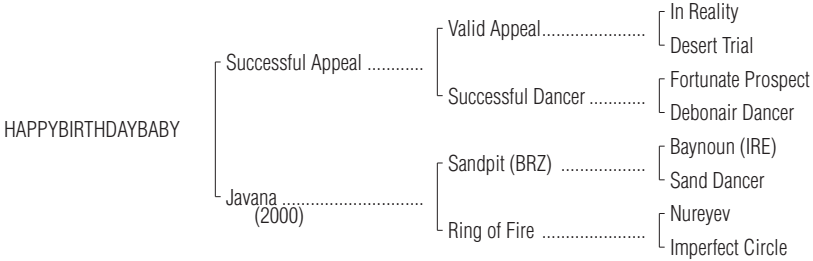 In Reality
Valid Appeal......................
Desert Trial
Successful Appeal ............
Fortunate Prospect
Successful Dancer ............
Debonair Dancer
HAPPYBIRTHDAYBABY
Baynoun (IRE)
Sandpit (BRZ) ..................
Sand Dancer
Javana ..............................
(2000)
Nureyev
Ring of Fire ......................
Imperfect Circle